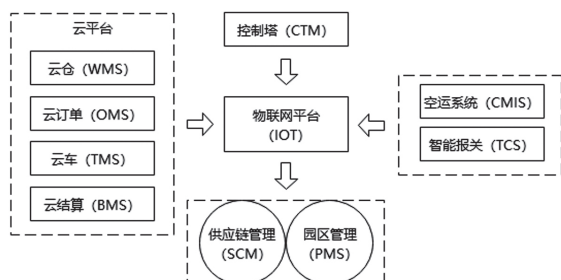 云平台
云仓（WMS）
云订单（OMS）
云车（TMS）
云结算（BMS）
控制塔（CTM）
物联网平台
(IOT)
空运系统（CMIS）
智能报关（TCS）
供应链管理
(SCM)
园区管理
(PMS)